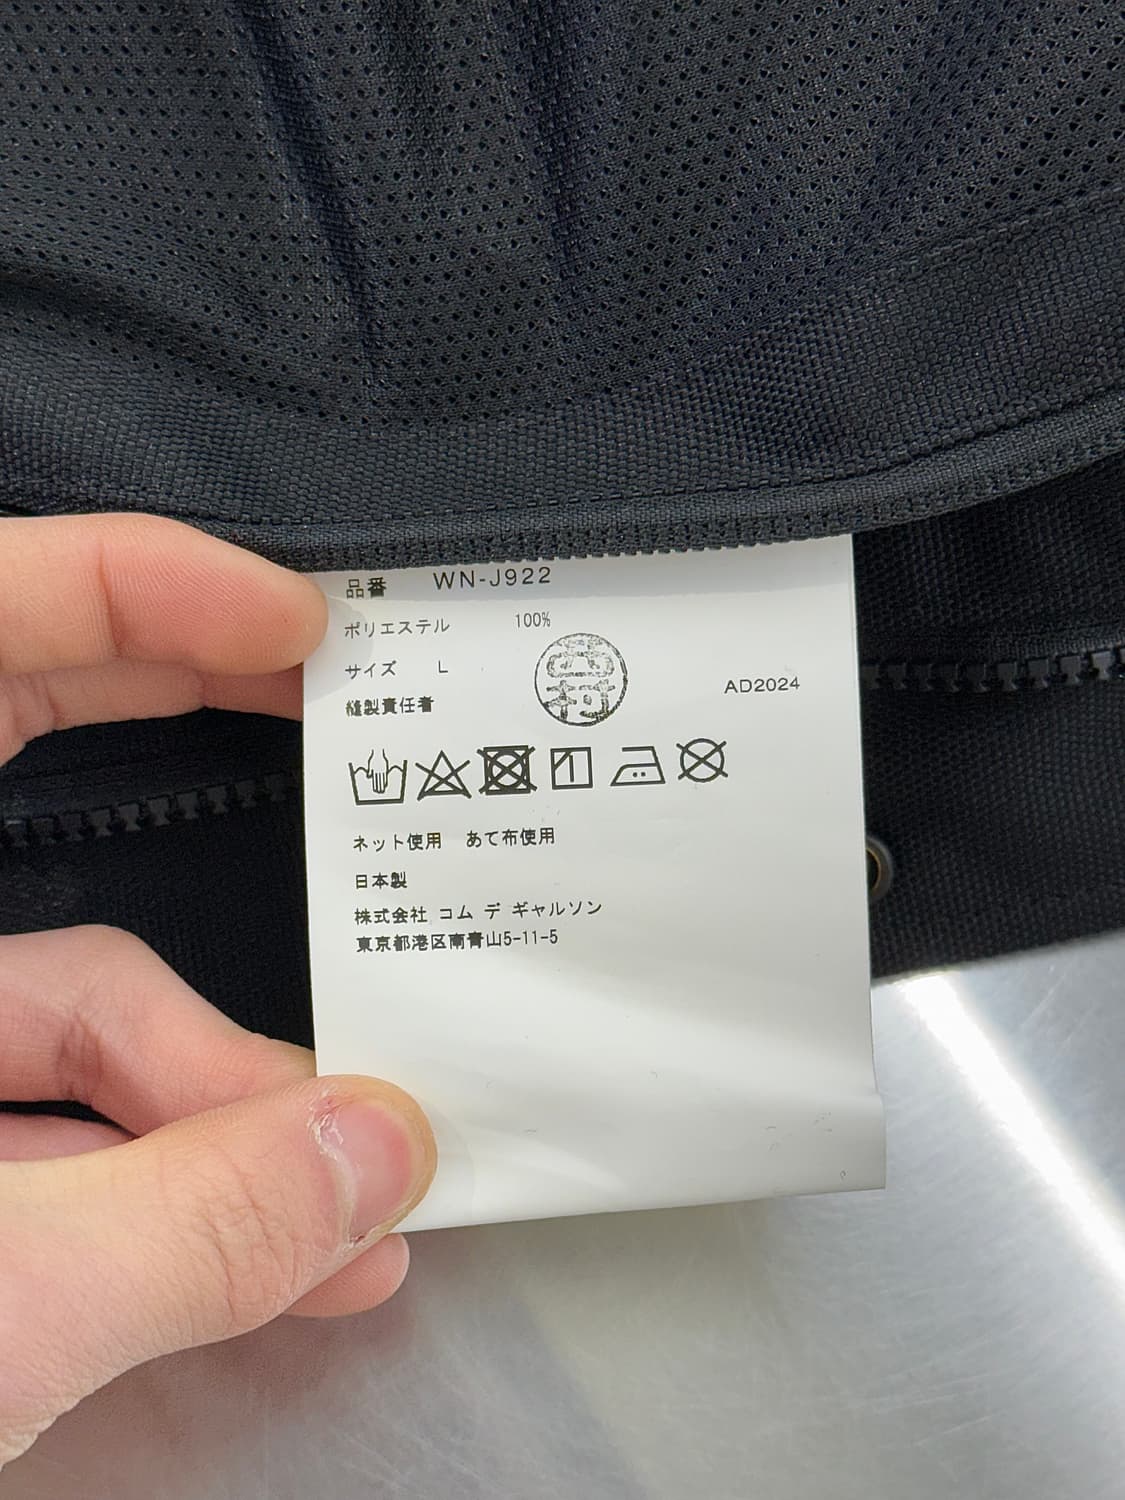 品番 WN-J922
ポリエステル 100%
サイズ L
西村
AD2024
縫製責任者
ネット使用 あて布使用
日本製
株式会社 コム デ ギャルソン
東京都港区南青山5-11-5